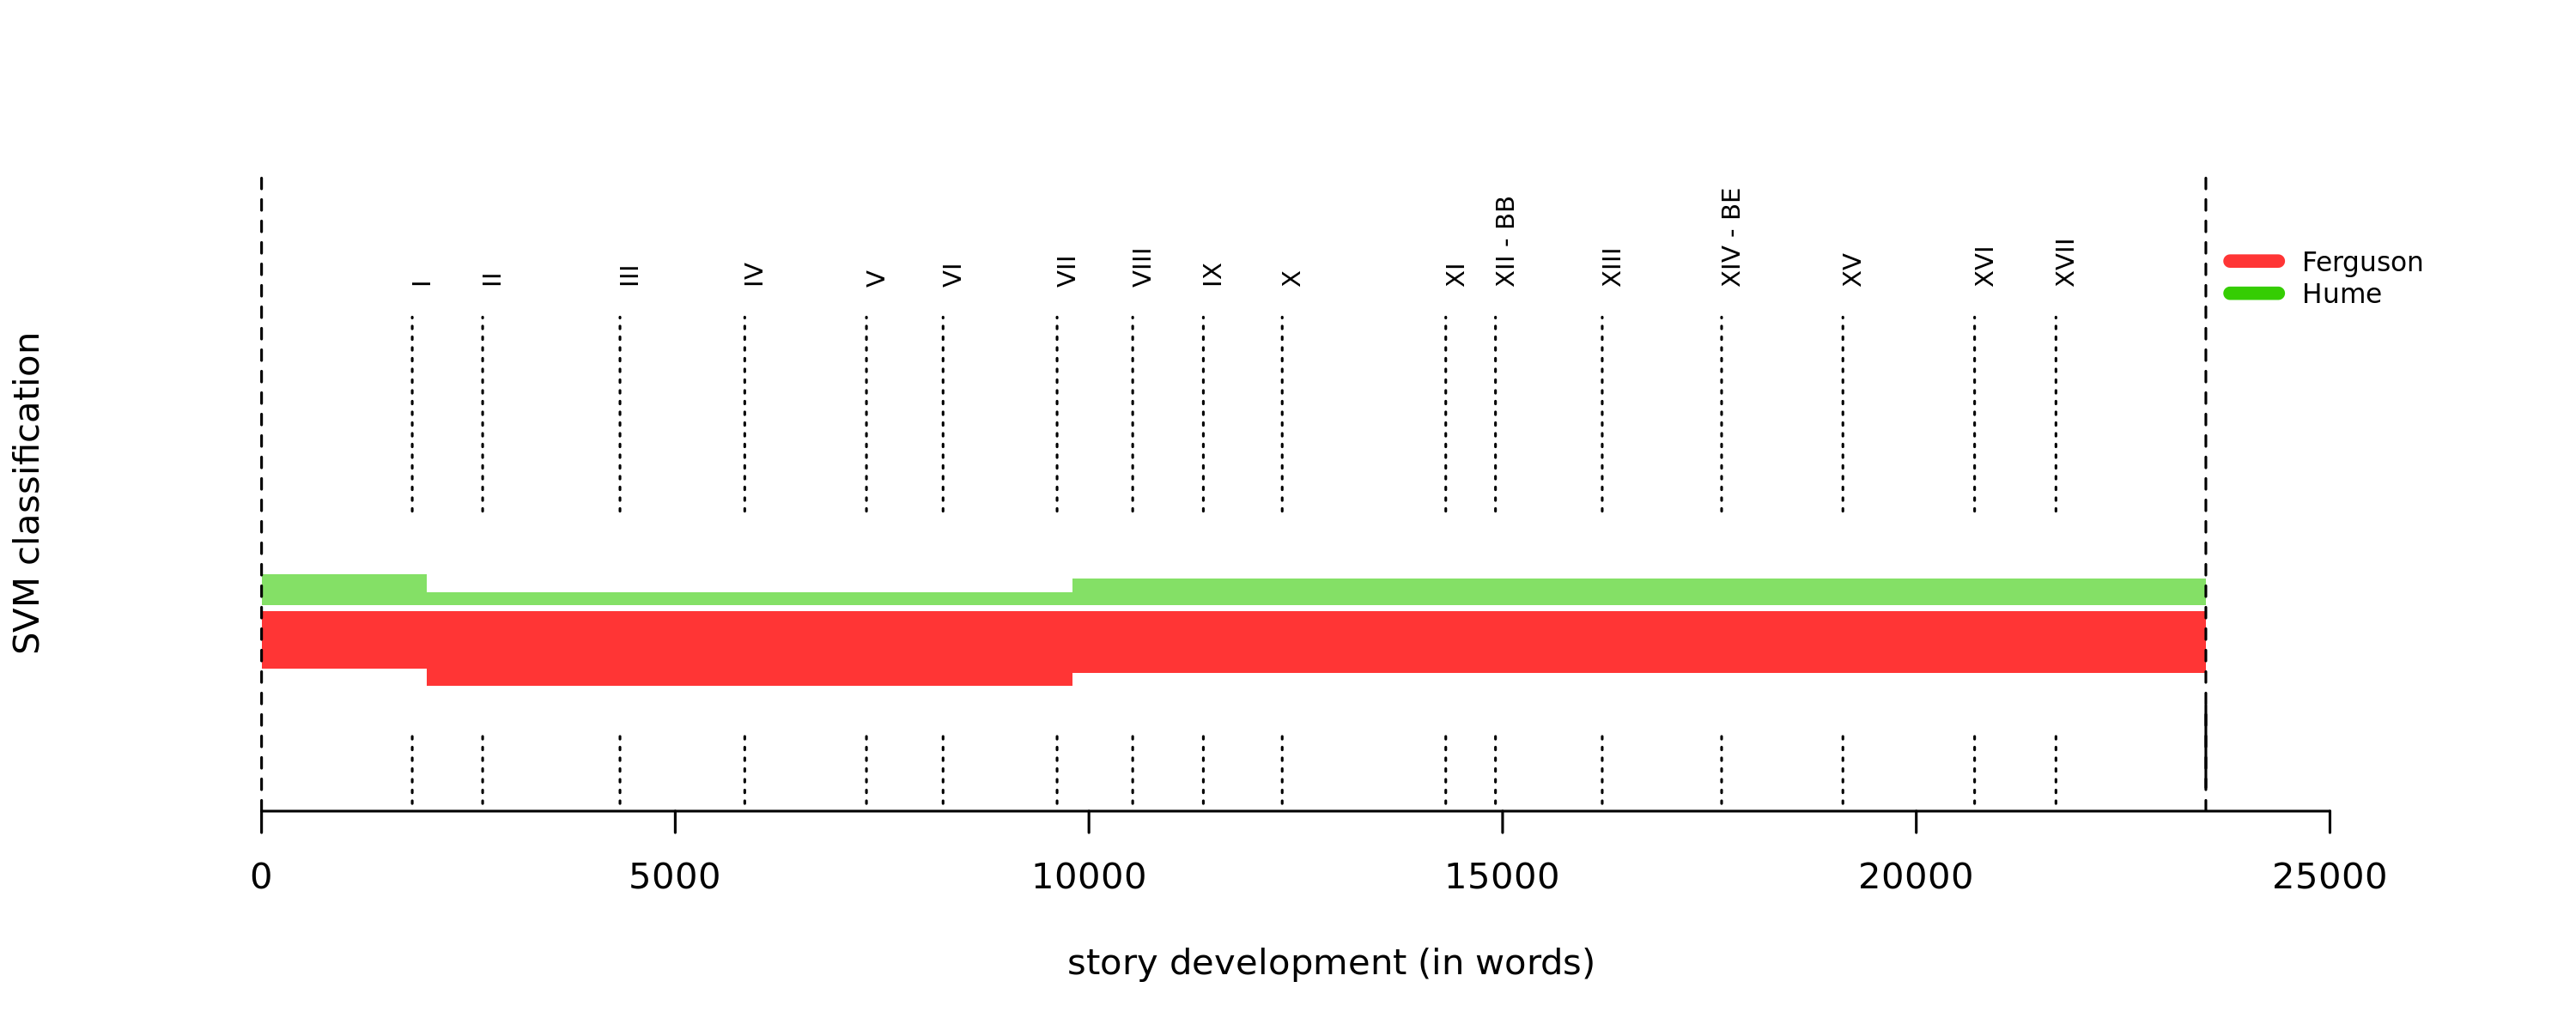 I
II
III
IV
V
VI
VII
VIII
IX
X
XI
XII - BB
XIII
XIV - BE
XV
XVI
XVII
Ferguson
Hume
SVM classification
0
5000
10000
15000
20000
25000
story development (in words)